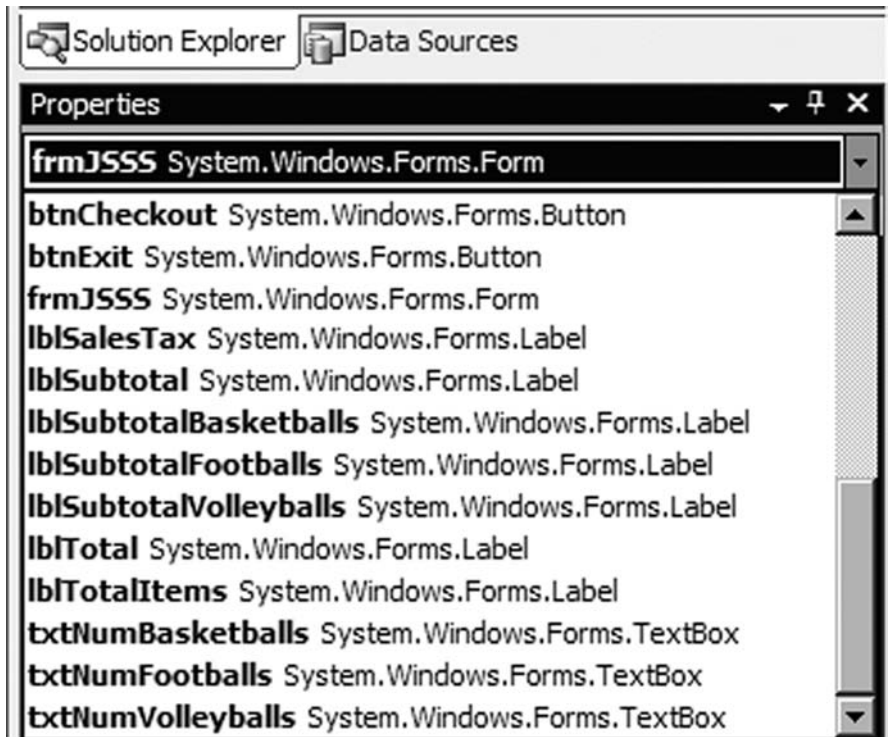 Solution Explorer Data Sources
Properties
frmJSSS System.Windows.Forms.Form
btnCheckout System.Windows.Forms.Button
btnExit System.Windows.Forms.Button
frmJSSS System.Windows.Forms.Form
lblSalesTax System.Windows.Forms.Label
lblSubtotal System.Windows.Forms.Label
lblSubtotalBasketballs System.Windows.Forms.Label
lblSubtotalFootballs System.Windows.Forms.Label
lblSubtotalVolleyballs System.Windows.Forms.Label
lblTotal System.Windows.Forms.Label
lblTotalItems System.Windows.Forms.Label
txtNumBasketballs System.Windows.Forms.TextBox
txtNumFootballs System.Windows.Forms.TextBox
txtNumVolleyballs System.Windows.Forms.TextBox